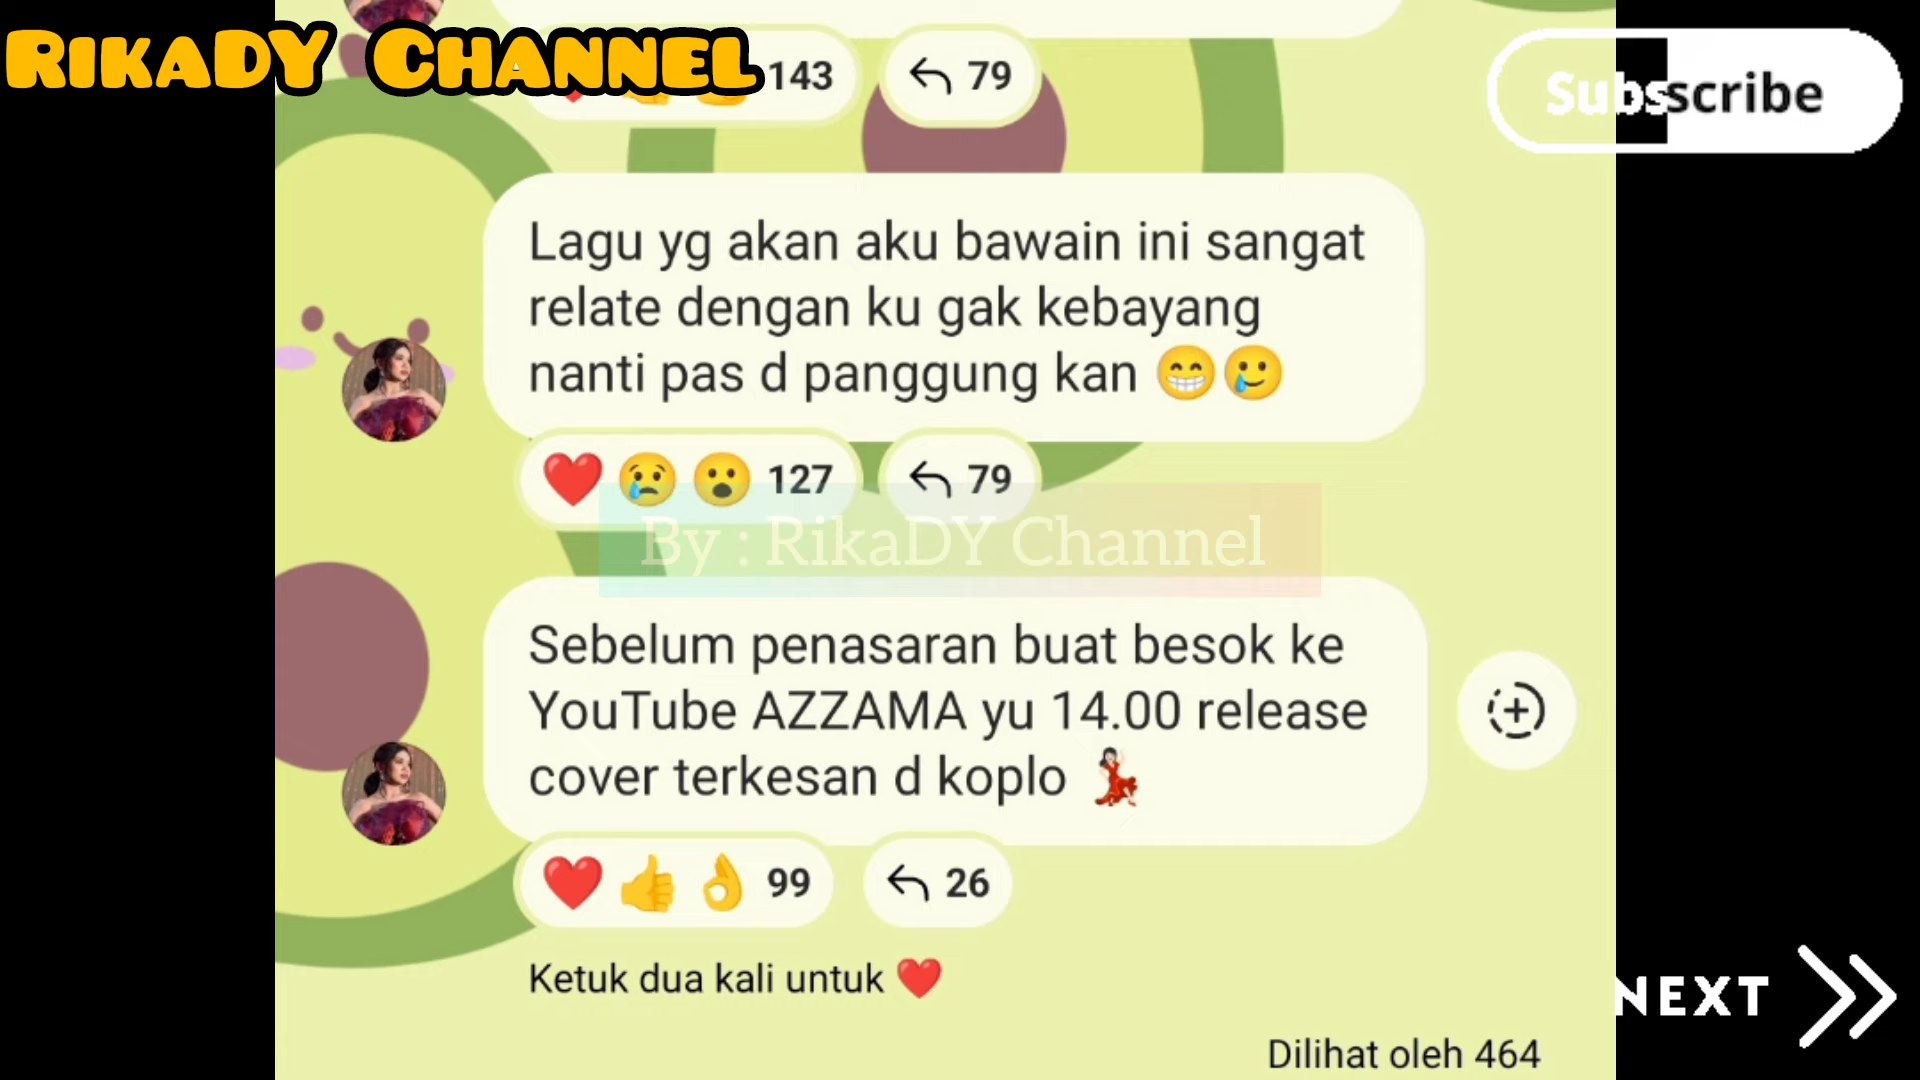 RIKADY CHANNEL
143
79
Subsscribe
Lagu yg akan aku bawain ini sangat
relate dengan ku gak kebayang
nanti pas d panggung kan 😁🥲
❤️😢😮 127
79
By : RikaDY Channel
Sebelum penasaran buat besok ke
YouTube AZZAMA yu 14.00 release
cover terkesan d koplo 💃
❤️👍👌 99
26
Ketuk dua kali untuk ❤️
NEXT
Dilihat oleh 464